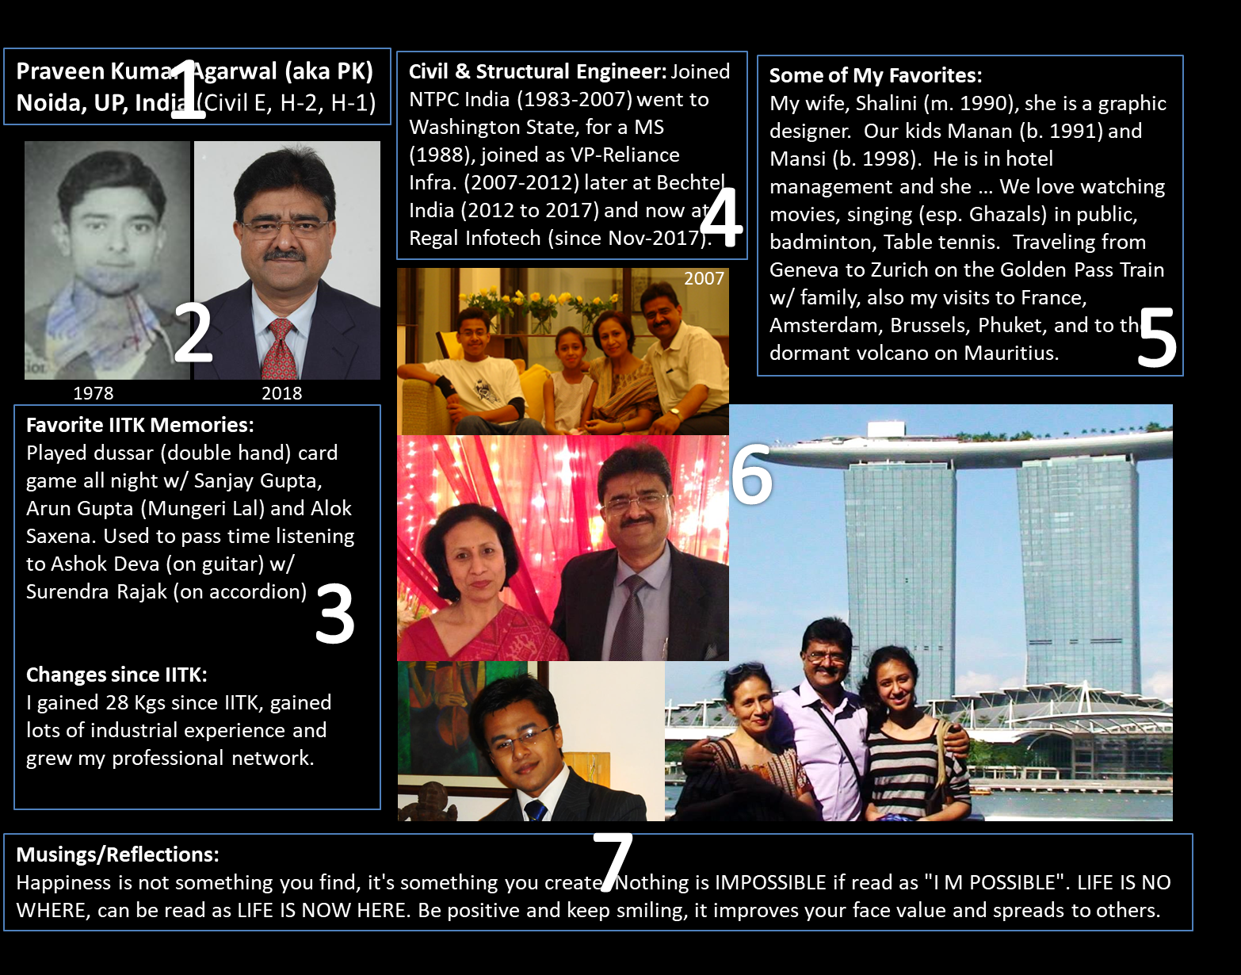 Praveen Kumar Agarwal (aka PK)
Noida, UP, India (Civil E, H-2, H-1)
1
1978
2018
2
Favorite IITK Memories:
Played dussar (double hand) card
game all night w/ Sanjay Gupta,
Arun Gupta (Mungeri Lal) and Alok
Saxena. Used to pass time listening
to Ashok Deva (on guitar) w/
Surendra Rajak (on accordion)
3
Changes since IITK:
I gained 28 Kgs since IITK, gained
lots of industrial experience and
grew my professional network.
Civil & Structural Engineer: Joined
NTPC India (1983-2007) went to
Washington State, for a MS
(1988), joined as VP-Reliance
Infra. (2007-2012) later at Bechtel
India (2012 to 2017) and now at
Regal Infotech (since Nov-2017).
4
2007
Some of My Favorites:
My wife, Shalini (m. 1990), she is a graphic
designer. Our kids Manan (b. 1991) and
Mansi (b. 1998). He is in hotel
management and she ... We love watching
movies, singing (esp. Ghazals) in public,
badminton, Table tennis. Traveling from
Geneva to Zurich on the Golden Pass Train
w/ family, also my visits to France,
Amsterdam, Brussels, Phuket, and to the
dormant volcano on Mauritius.
5
6
7
Musings/Reflections:
Happiness is not something you find, it's something you create. Nothing is IMPOSSIBLE if read as "I M POSSIBLE". LIFE IS NO
WHERE, can be read as LIFE IS NOW HERE. Be positive and keep smiling, it improves your face value and spreads to others.